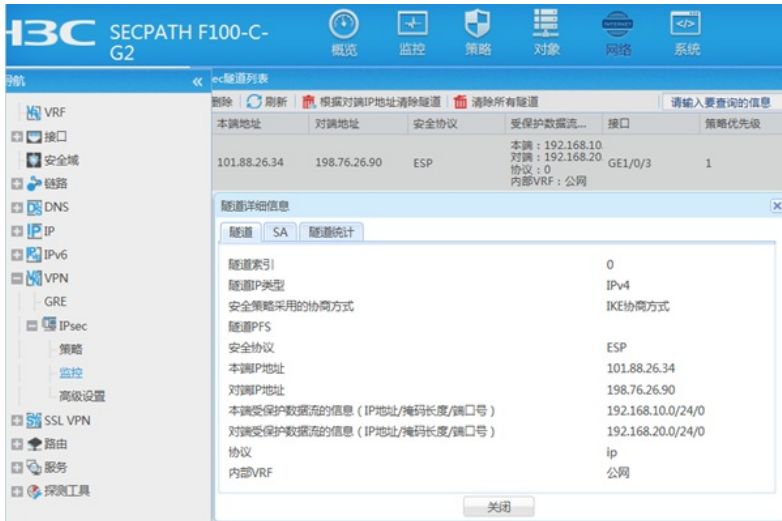 H3C SECPATH F100-C-G2
概览 监控 策略 对象 网络 系统
导航 «
VRF
接口
安全域
链路
DNS
IP
IPv6
VPN
GRE
IPsec
策略
监控
高级设置
SSL VPN
路由
服务
探测工具
ec隧道列表
删除 刷新 根据对端IP地址清除隧道 清除所有隧道 请输入要查询的信息
本端地址 对端地址 安全协议 受保护数据流... 接口 策略优先级
101.88.26.34 198.76.26.90 ESP 本端:192.168.10. 对端:192.168.20 协议:0 内部VRF:公网 GE1/0/3 1
隧道详细信息
隧道 SA 隧道统计
隧道索引 0
隧道IP类型 IPv4
安全策略采用的协商方式 IKE协商方式
隧道PFS
安全协议 ESP
本端IP地址 101.88.26.34
对端IP地址 198.76.26.90
本端受保护数据流的信息(IP地址/掩码长度/端口号) 192.168.10.0/24/0
对端受保护数据流的信息(IP地址/掩码长度/端口号) 192.168.20.0/24/0
协议 ip
内部VRF 公网
关闭